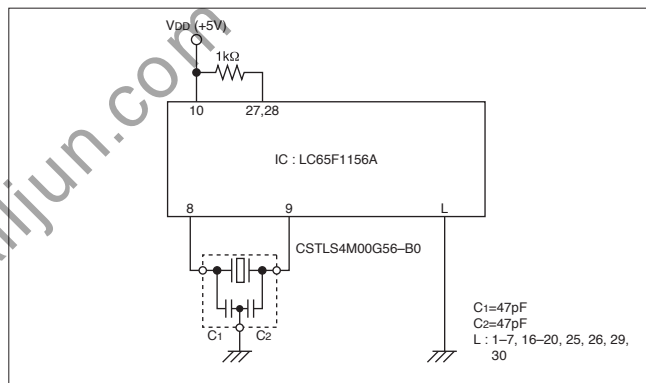 VDD (+5V)
1kΩ
10
27,28
IC : LC65F1156A
8
9
L
CSTLS4M00G56–B0
C1
C2
C1=47pF
C2=47pF
L : 1–7, 16–20, 25, 26, 29,
30